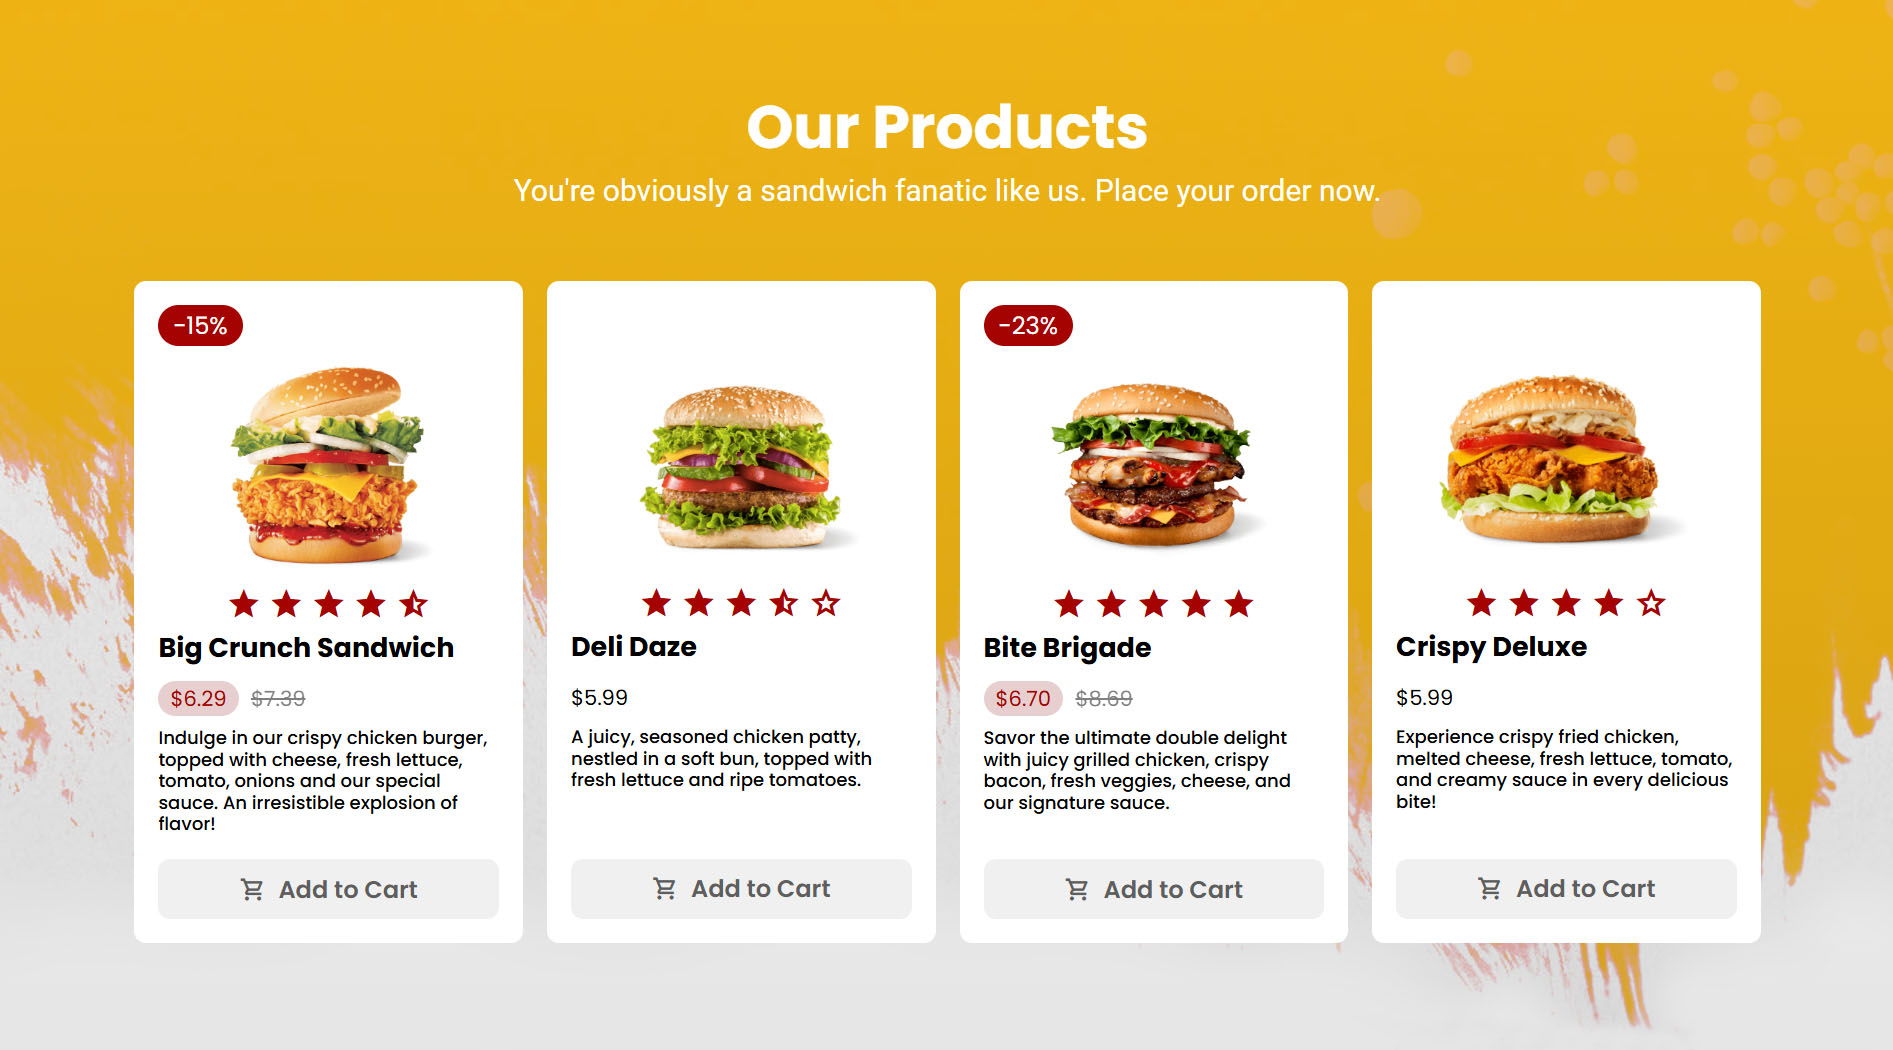 Our Products
You're obviously a sandwich fanatic like us. Place your order now.
-15%
Big Crunch Sandwich
$6.29 $7.39
Indulge in our crispy chicken burger,
topped with cheese, fresh lettuce,
tomato, onions and our special
sauce. An irresistible explosion of
flavor!
Add to Cart
Deli Daze
$5.99
A juicy, seasoned chicken patty,
nestled in a soft bun, topped with
fresh lettuce and ripe tomatoes.
Add to Cart
-23%
Bite Brigade
$6.70 $8.69
Savor the ultimate double delight
with juicy grilled chicken, crispy
bacon, fresh veggies, cheese, and
our signature sauce.
Add to Cart
Crispy Deluxe
$5.99
Experience crispy fried chicken,
melted cheese, fresh lettuce, tomato,
and creamy sauce in every delicious
bite!
Add to Cart